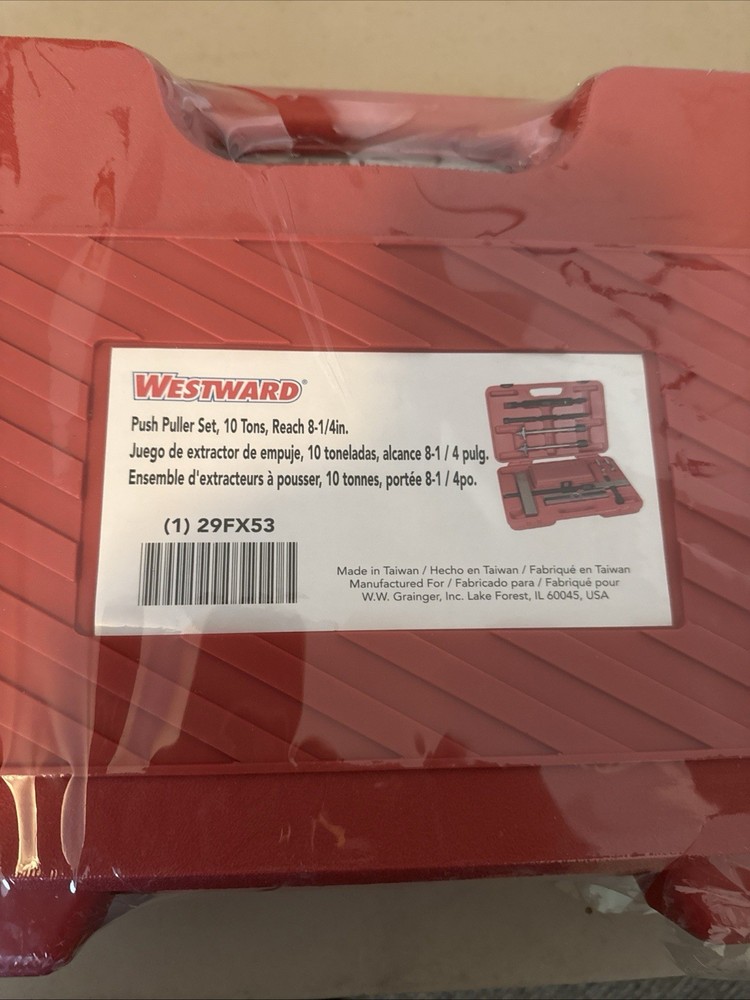 WESTWARD®
Push Puller Set, 10 Tons, Reach 8-1/4in.
Juego de extractor de empuje, 10 toneladas, alcance 8-1 / 4 pulg.
Ensemble d'extracteurs à pousser, 10 tonnes, portée 8-1 / 4po.
(1) 29FX53
Made in Taiwan / Hecho en Taiwan / Fabriqué en Taiwan
Manufactured For / Fabricado para / Fabriqué pour
W.W. Grainger, Inc. Lake Forest, IL 60045, USA